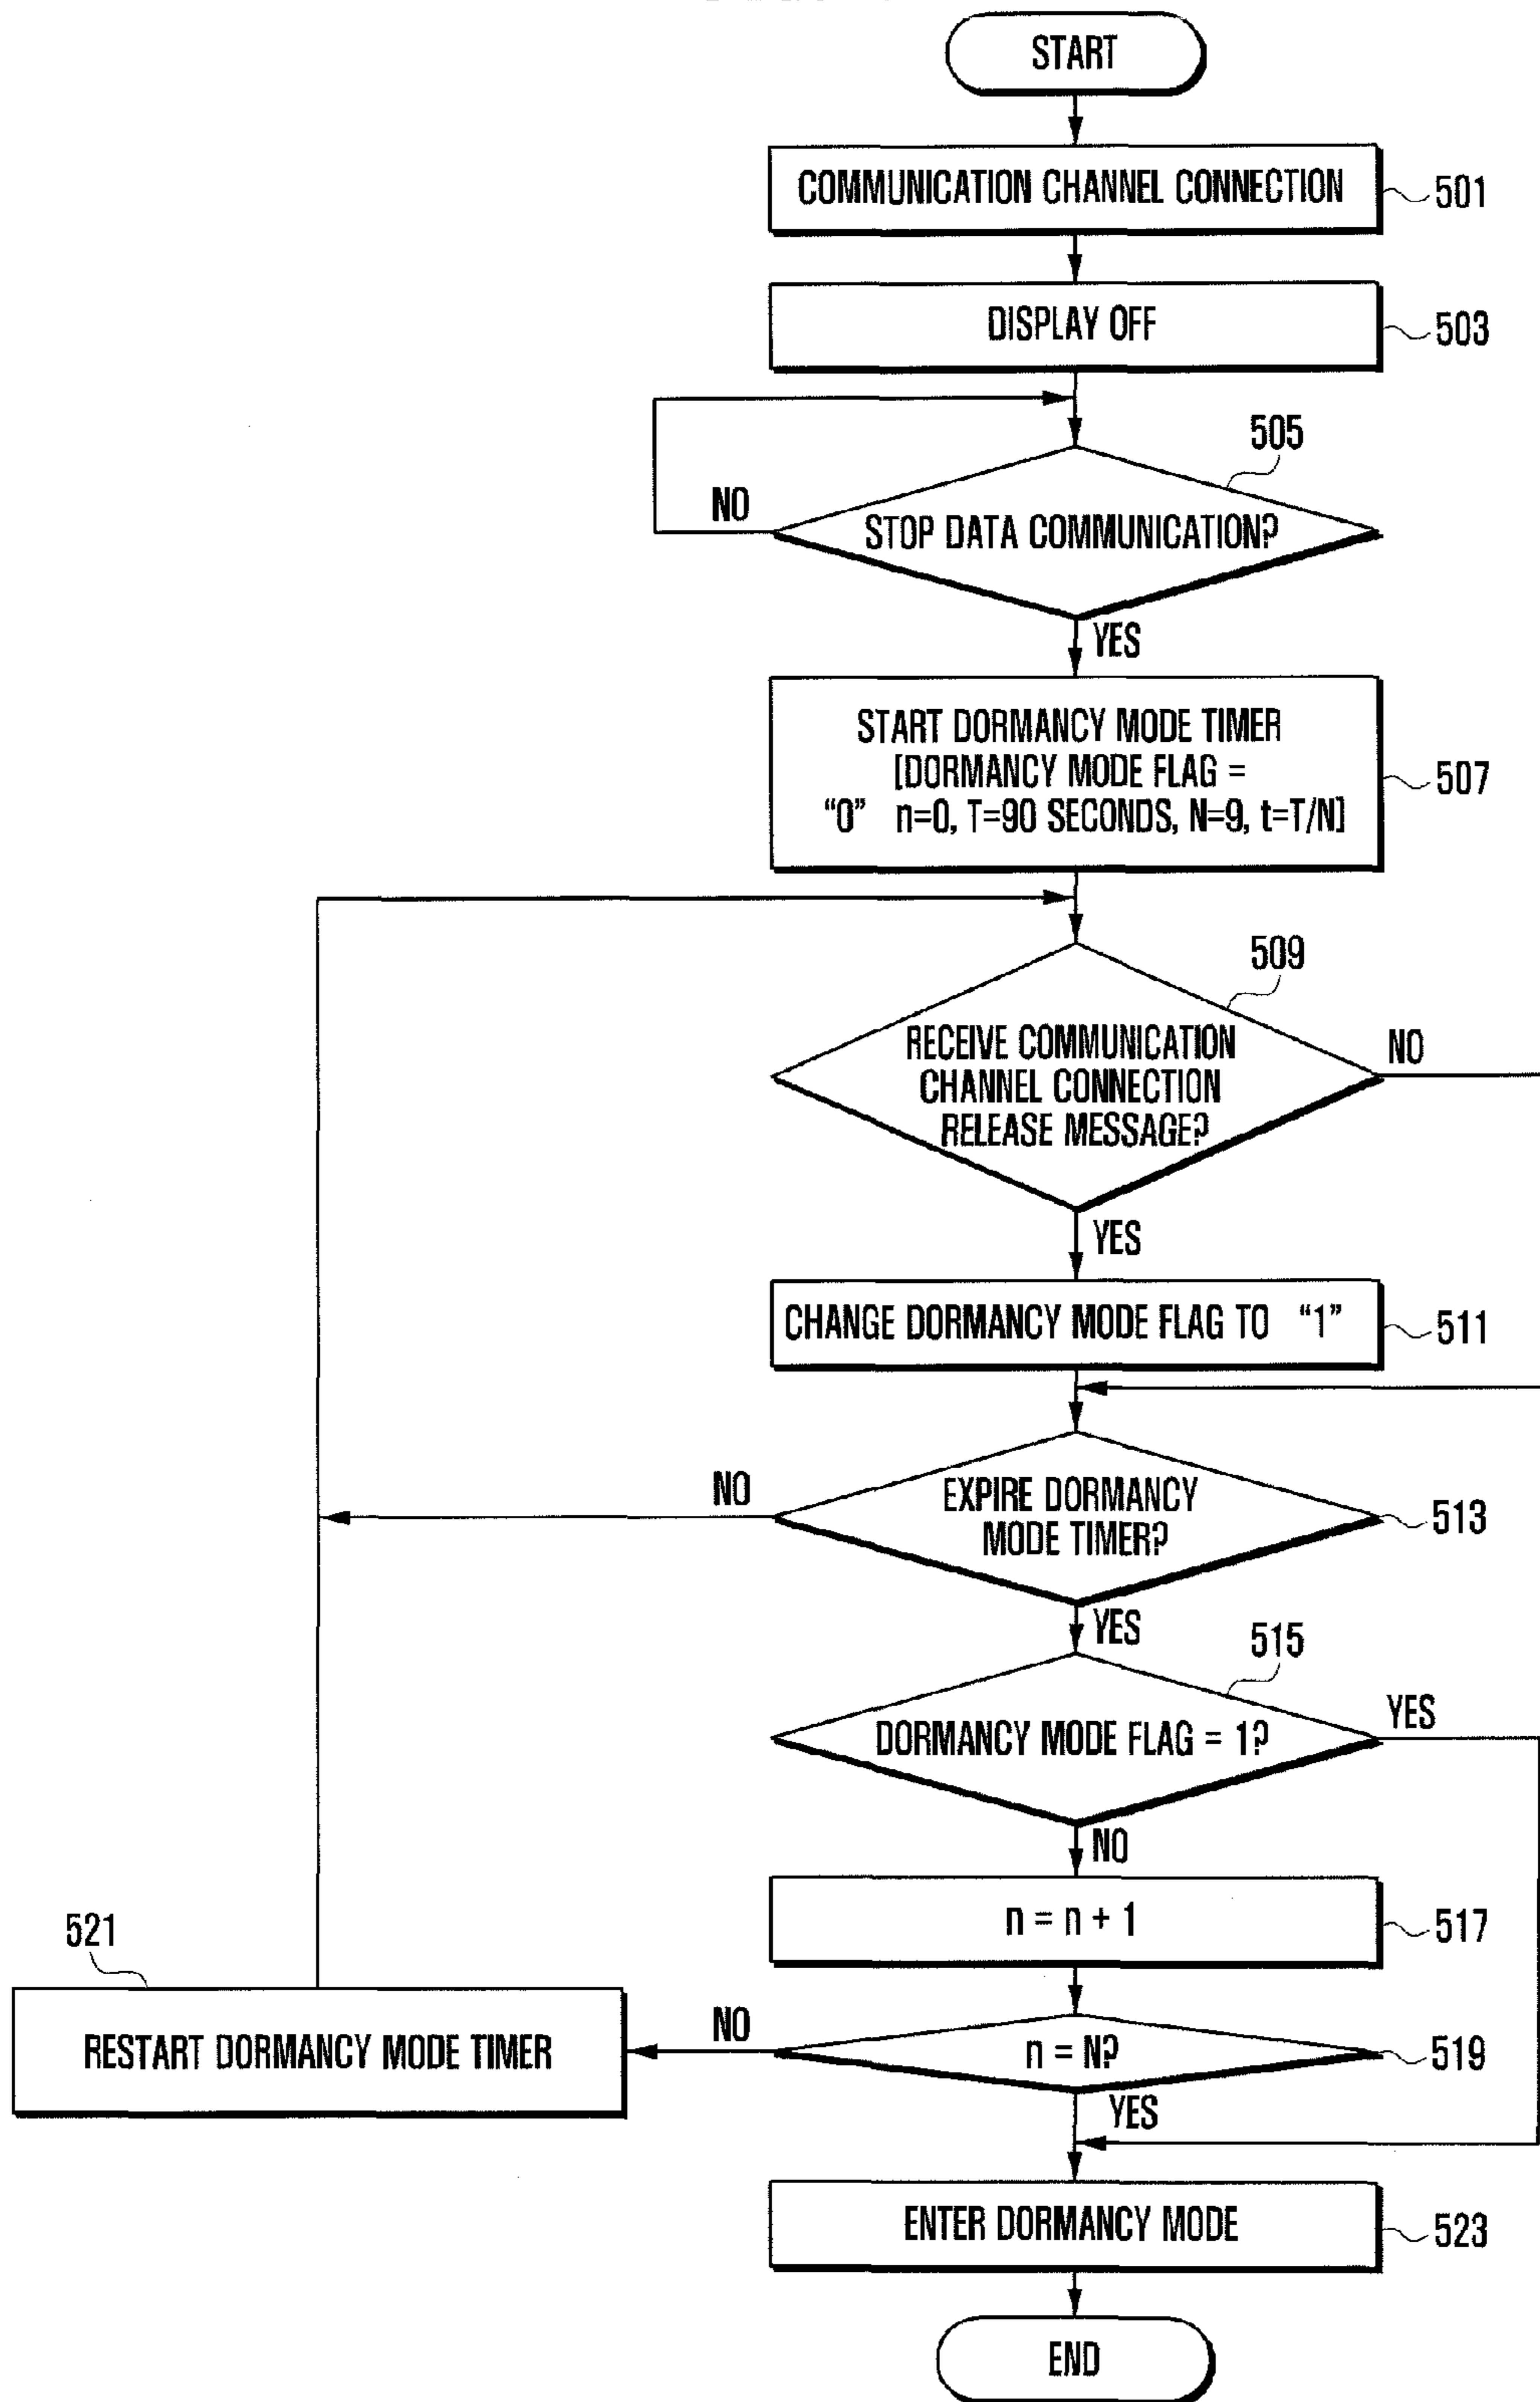 START
COMMUNICATION CHANNEL CONNECTION
501
DISPLAY OFF
503
505
NO
STOP DATA COMMUNICATION?
YES
START DORMANCY MODE TIMER
[DORMANCY MODE FLAG =
“0” n=0, T=90 SECONDS, N=9, t=T/N]
507
509
RECEIVE COMMUNICATION
CHANNEL CONNECTION
RELEASE MESSAGE?
NO
YES
CHANGE DORMANCY MODE FLAG TO “1”
511
NO
EXPIRE DORMANCY
MODE TIMER?
513
YES
515
DORMANCY MODE FLAG = 1?
YES
NO
n = n + 1
517
521
RESTART DORMANCY MODE TIMER
NO
n = N?
519
YES
ENTER DORMANCY MODE
523
END